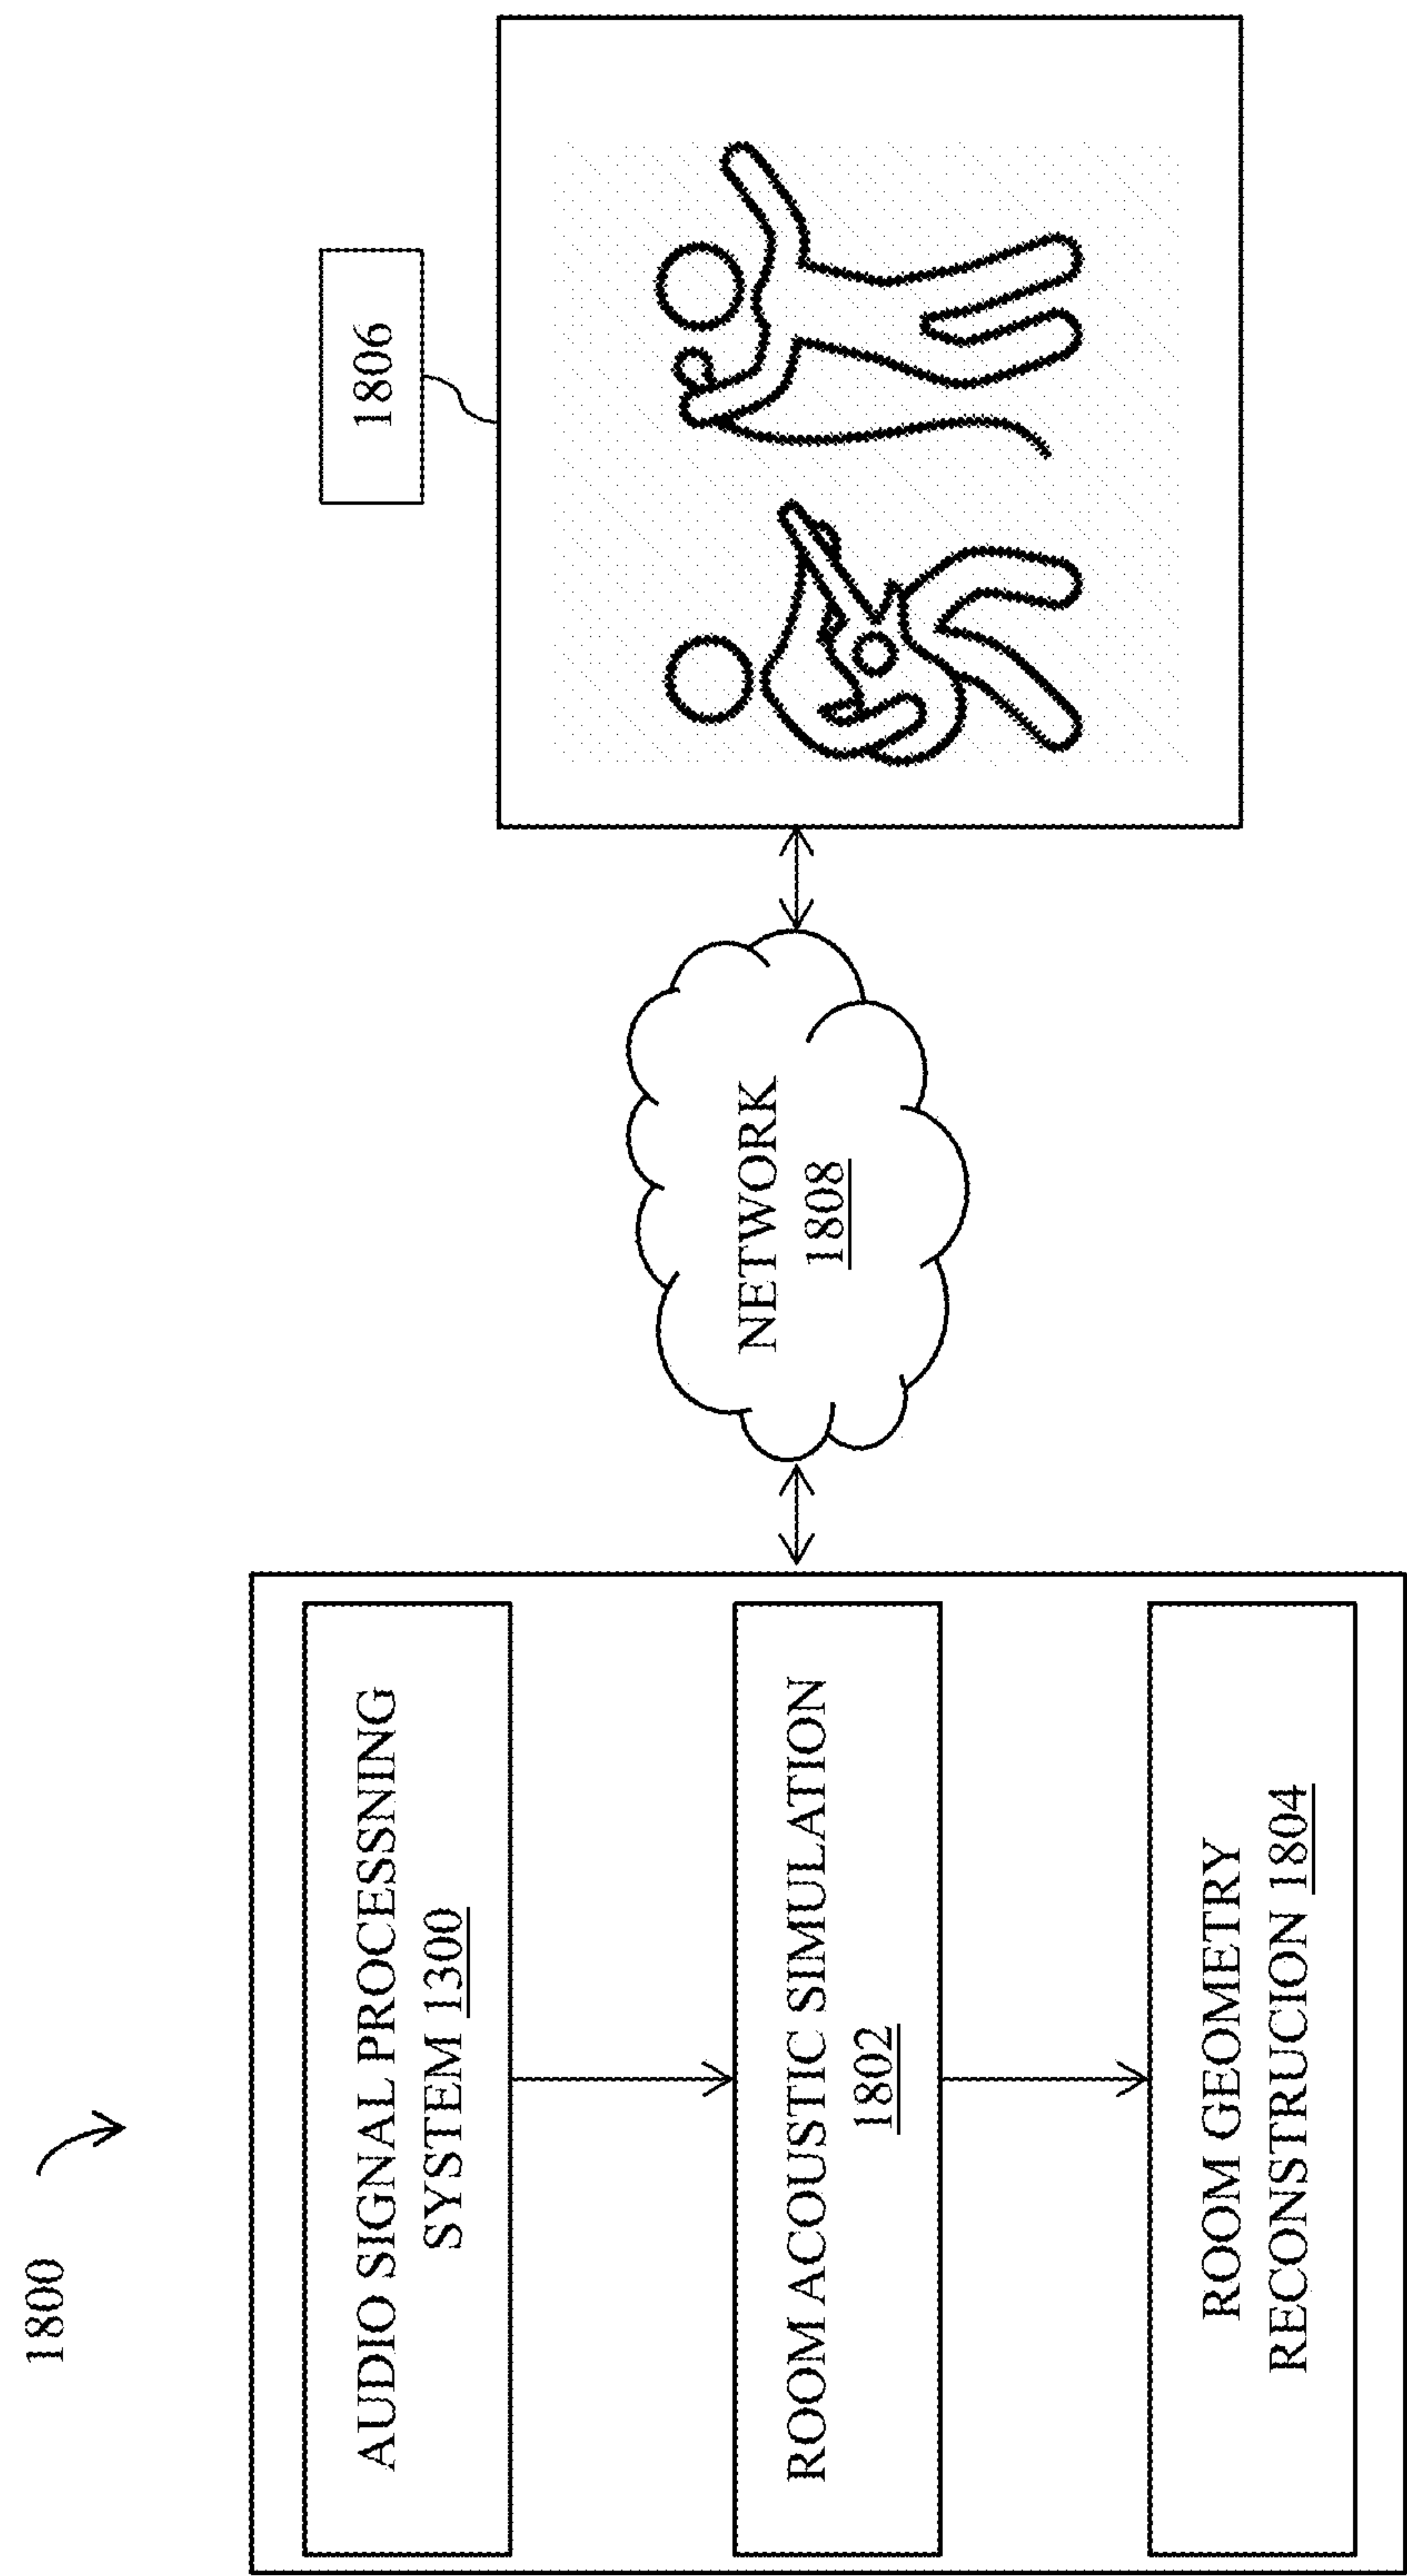 1800
AUDIO SIGNAL PROCESSNING
SYSTEM 1300
ROOM ACOUSTIC SIMULATION
1802
ROOM GEOMETRY
RECONSTRUCION 1804
NETWORK
1808
1806